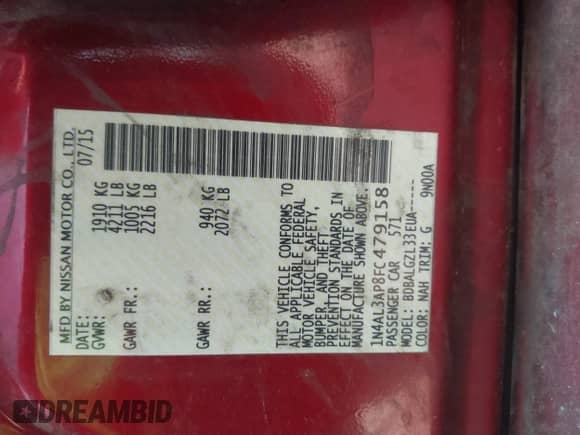 MFD BY NISSAN MOTOR CO., LTD.
DATE: 07/15
GVWR: 1910 KG
4211 LB
GAWR FR: 1005 KG
2216 LB
GAWR RR: 940 KG
2072 LB
THIS VEHICLE CONFORMS TO
ALL APPLICABLE FEDERAL
MOTOR VEHICLE SAFETY,
BUMPER AND THEFT
PREVENTION STANDARDS IN
EFFECT ON THE DATE OF
MANUFACTURE SHOWN ABOVE.
1N4AL3AP8FC479158
PASSENGER CAR 571
MODEL: BDBALGZL33EUA-----
COLOR: NAH TRIM: G 9N00A
DREAMBID